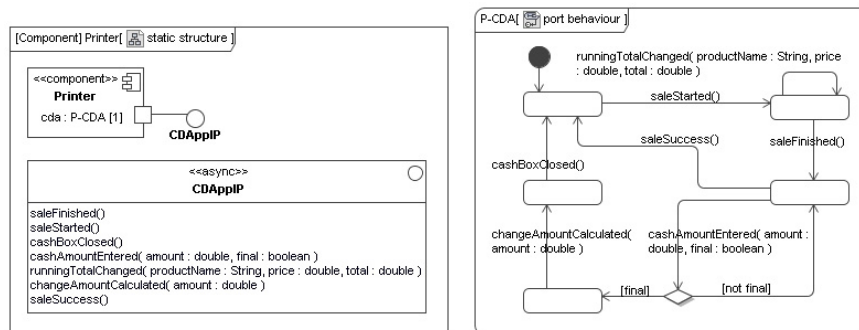 [Component] Printer[ static structure ]
<<component>>
Printer
cda : P-CDA [1]
CDAppIP
<<async>>
CDAppIP
saleFinished()
saleStarted()
cashBoxClosed()
cashAmountEntered( amount : double, final : boolean )
runningTotalChanged( productName : String, price : double, total : double )
changeAmountCalculated( amount : double )
saleSuccess()
P-CDA[ port behaviour ]
runningTotalChanged( productName : String, price
: double, total : double )
saleStarted()
saleSuccess()
saleFinished()
cashBoxClosed()
changeAmountCalculated(
amount : double )
cashAmountEntered( amount :
double, final : boolean )
[final]
[not final]